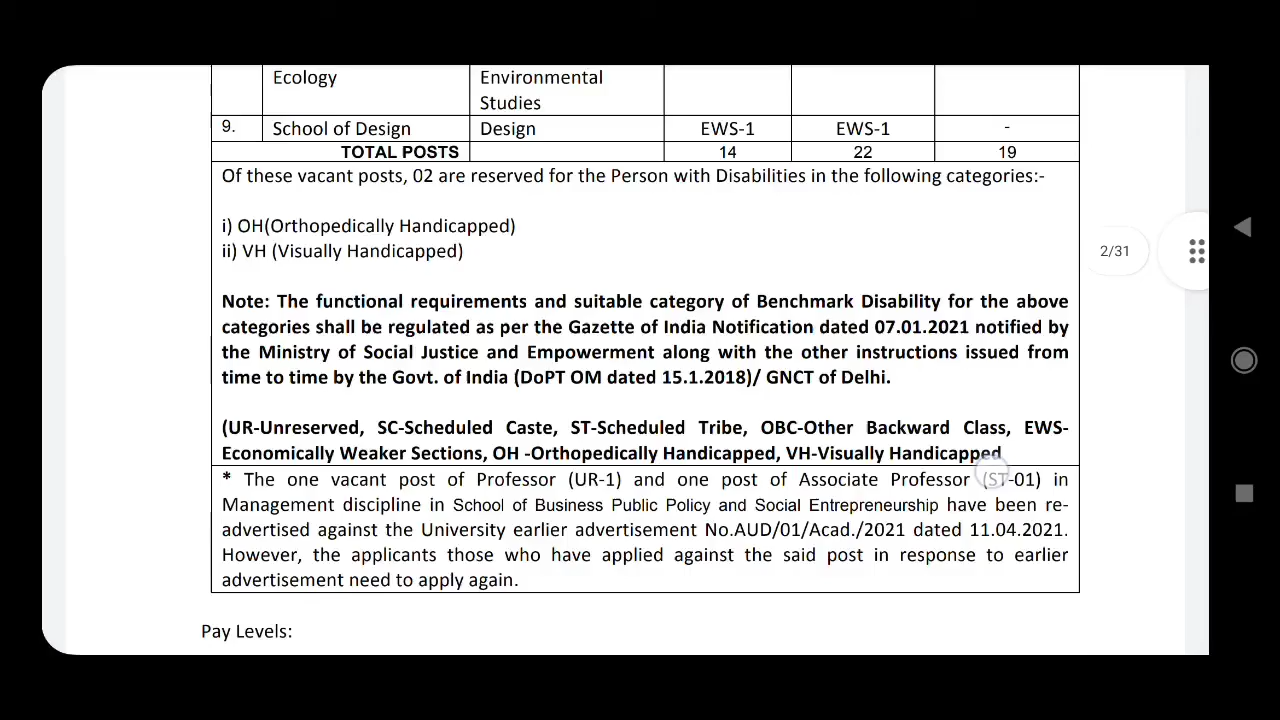 Ecology Environmental
Studies
9. School of Design Design EWS-1 EWS-1 -
TOTAL POSTS 14 22 19
Of these vacant posts, 02 are reserved for the Person with Disabilities in the following categories:-
i) OH(Orthopedically Handicapped)
ii) VH (Visually Handicapped)
2/31
Note: The functional requirements and suitable category of Benchmark Disability for the above
categories shall be regulated as per the Gazette of India Notification dated 07.01.2021 notified by
the Ministry of Social Justice and Empowerment along with the other instructions issued from
time to time by the Govt. of India (DoPT OM dated 15.1.2018)/ GNCT of Delhi.
(UR-Unreserved, SC-Scheduled Caste, ST-Scheduled Tribe, OBC-Other Backward Class, EWS-
Economically Weaker Sections, OH -Orthopedically Handicapped, VH-Visually Handicapped
* The one vacant post of Professor (UR-1) and one post of Associate Professor (ST-01) in
Management discipline in School of Business Public Policy and Social Entrepreneurship have been re-
advertised against the University earlier advertisement No.AUD/01/Acad./2021 dated 11.04.2021.
However, the applicants those who have applied against the said post in response to earlier
advertisement need to apply again.
Pay Levels: